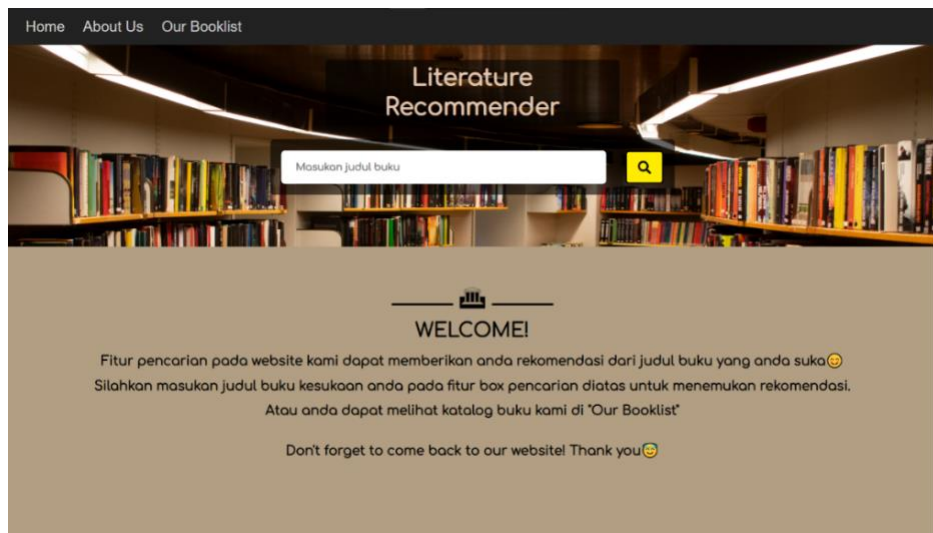 Home About Us Our Booklist
Literature
Recommender
Masukan judul buku
WELCOME!
Fitur pencarian pada website kami dapat memberikan anda rekomendasi dari judul buku yang anda suka😊
Silahkan masukan judul buku kesukaan anda pada fitur box pencarian diatas untuk menemukan rekomendasi.
Atau anda dapat melihat katalog buku kami di "Our Booklist"
Don't forget to come back to our website! Thank you😇